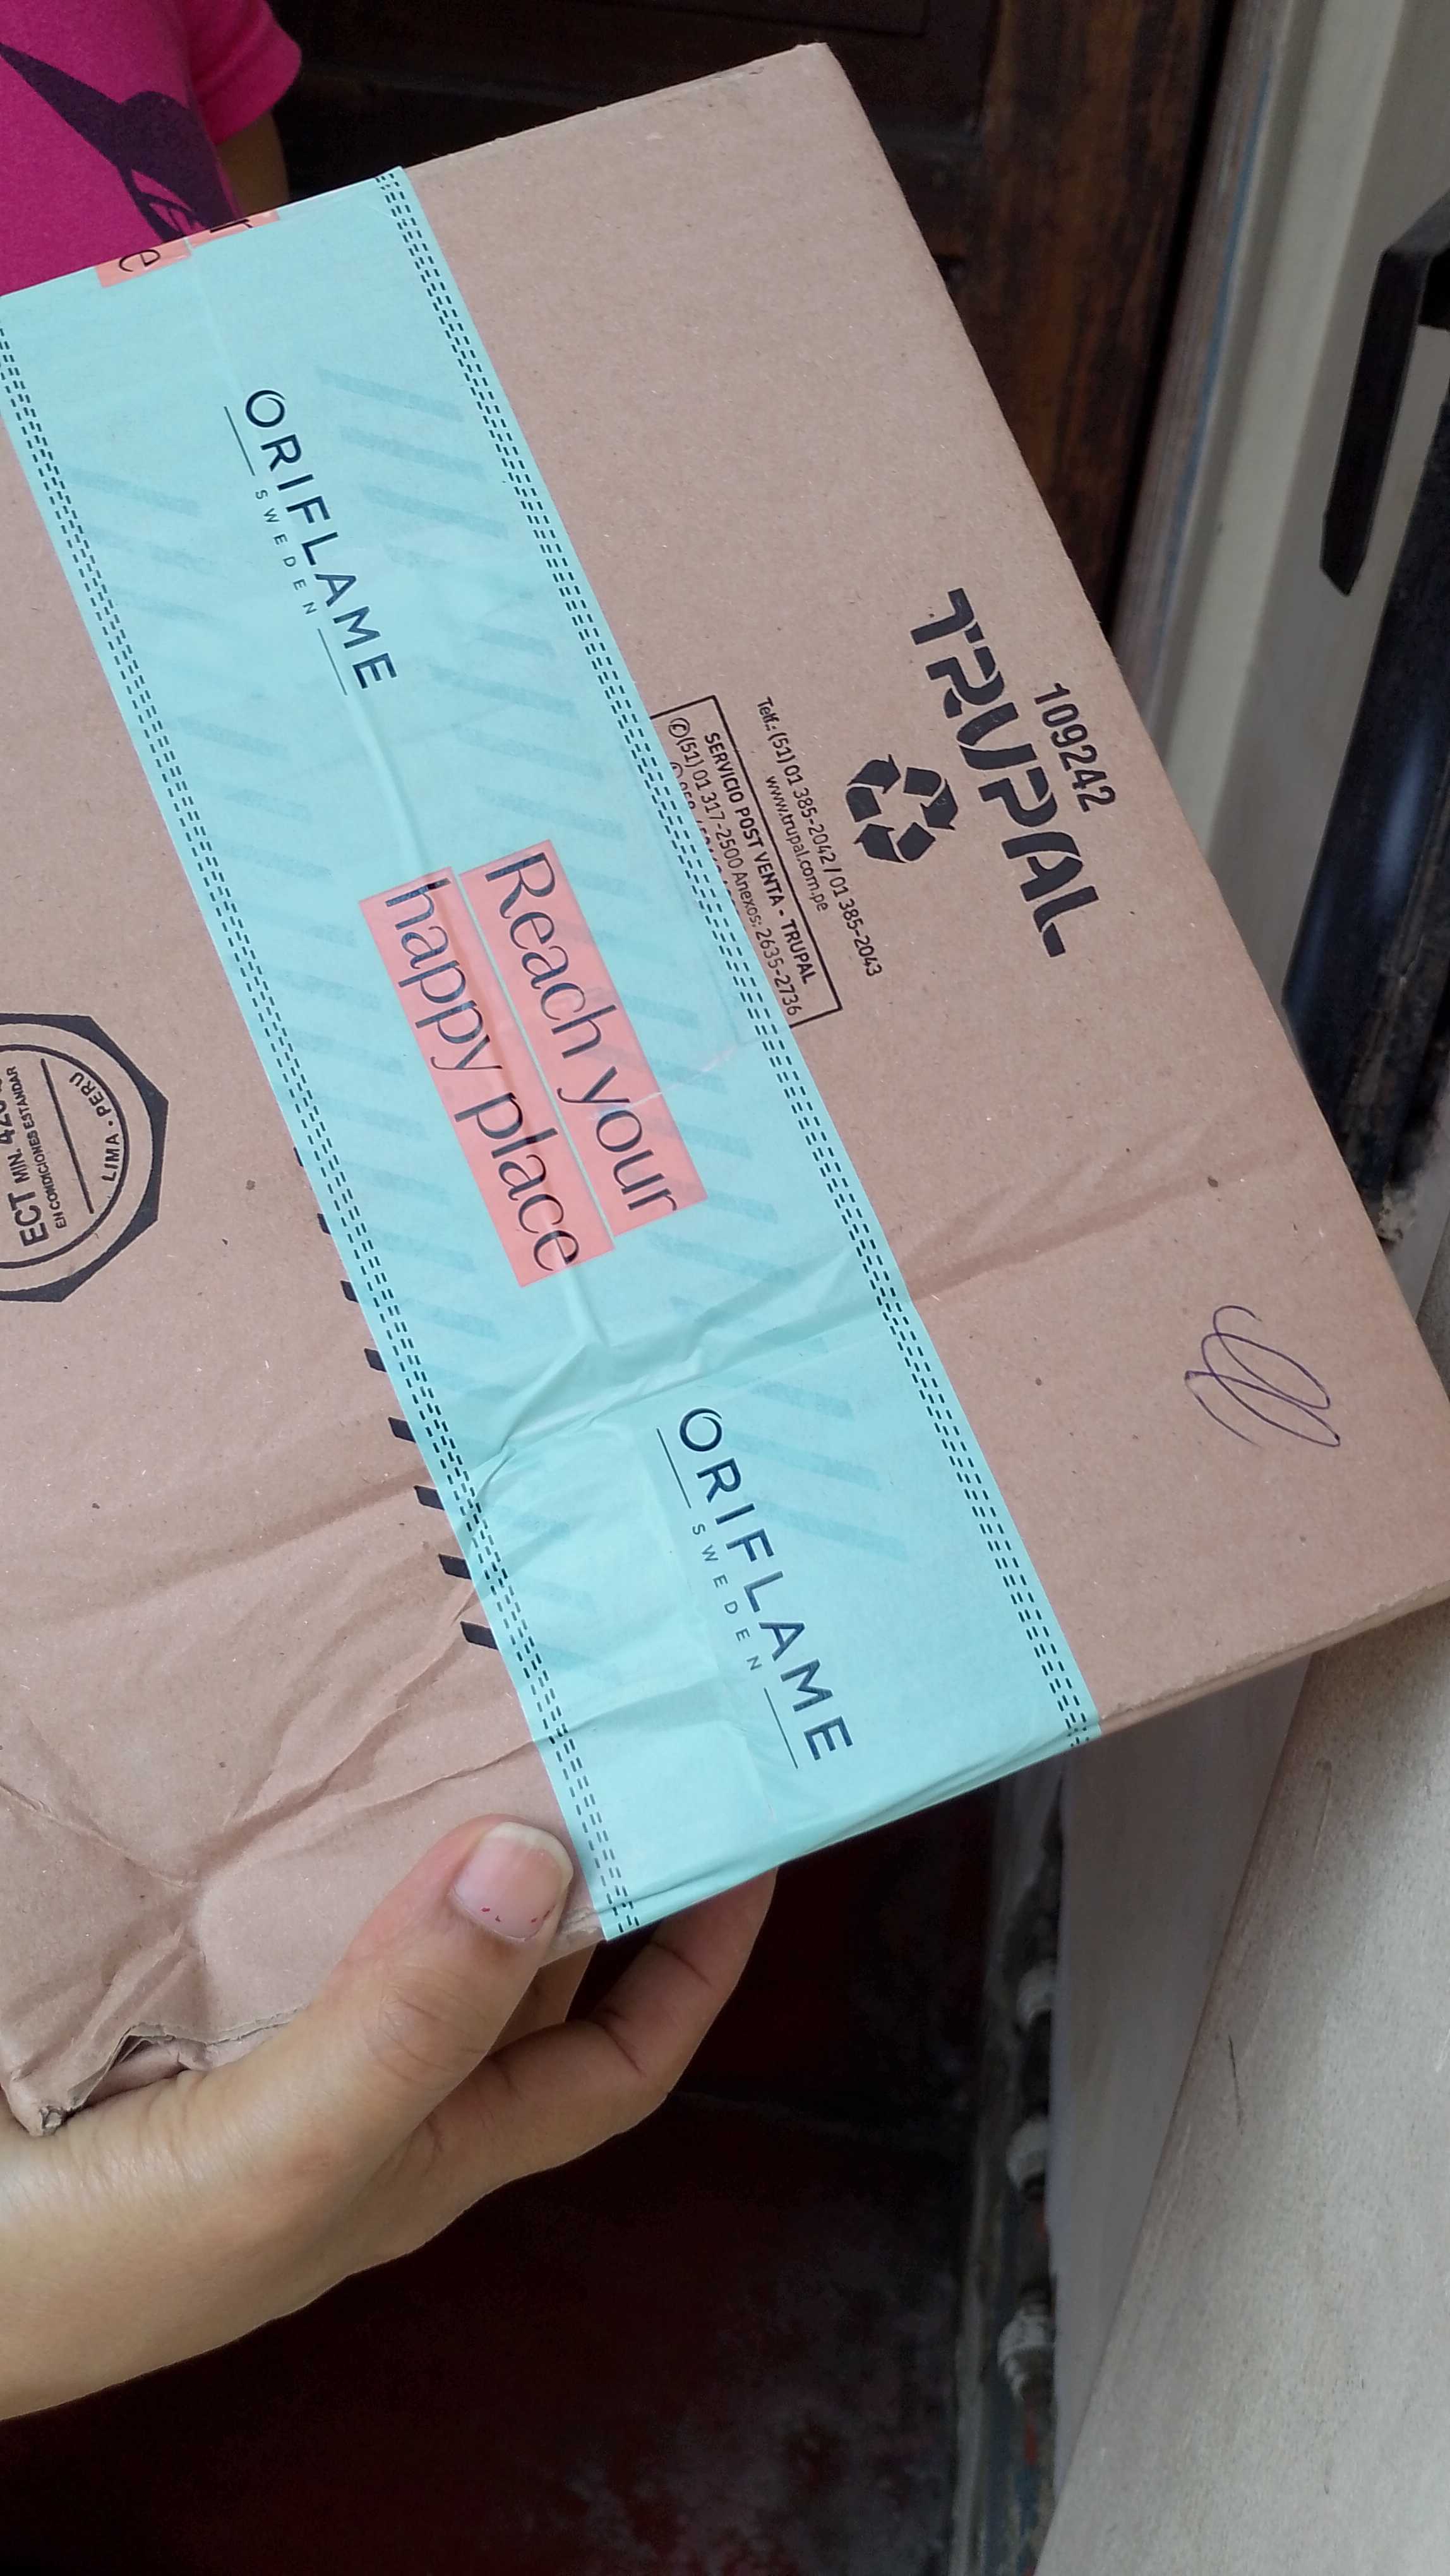 ORIFLAME
SWEDEN
Reach your
happy place
ORIFLAME
SWEDEN
109242
TRUPAL
Telf.: (51) 01 385-2042 / 01 385-2043
www.trupal.com.pe
SERVICIO POST VENTA - TRUPAL
(51) 01 317-2500 Anexos: 2635-2736
LIMA - PERU
EN CONDICIONES ESTANDAR
ECT MIN.
r
e